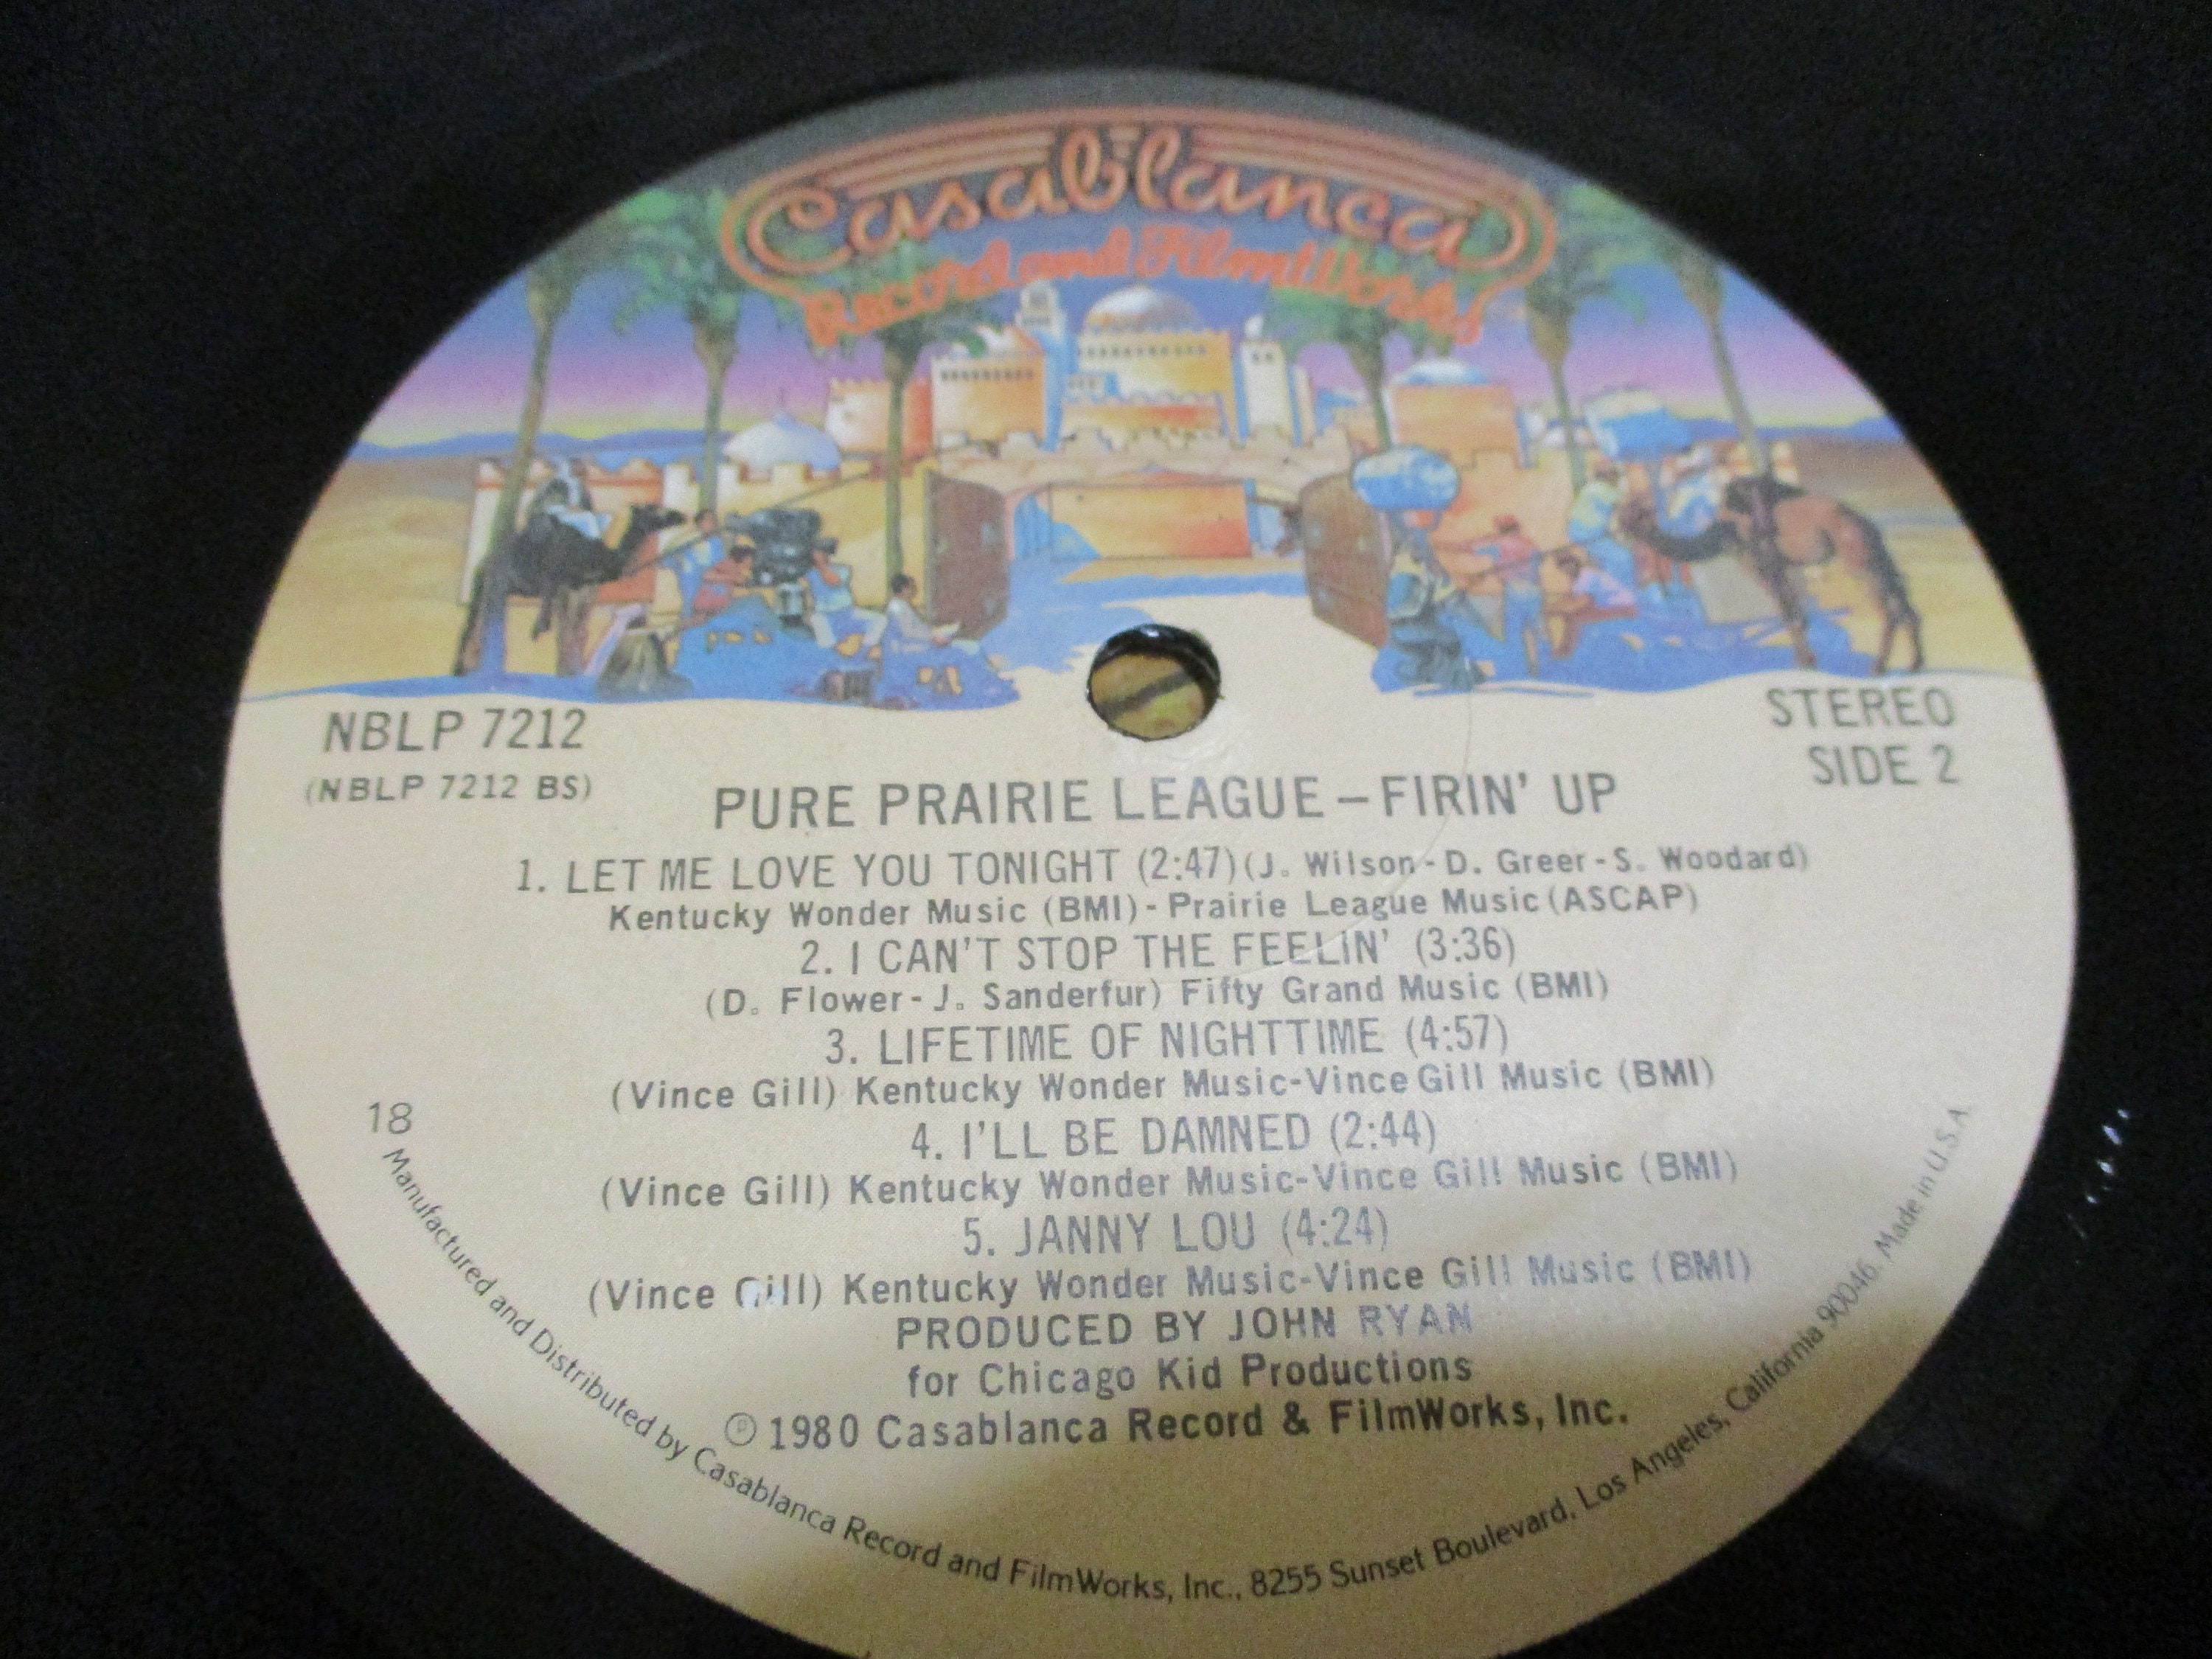 Casablanca
Record and FilmWorks
NBLP 7212
(NBLP 7212 BS)
STEREO
SIDE 2
PURE PRAIRIE LEAGUE – FIRIN' UP
1. LET ME LOVE YOU TONIGHT (2:47) (J. Wilson - D. Greer - S. Woodard)
Kentucky Wonder Music (BMI) - Prairie League Music (ASCAP)
2. I CAN'T STOP THE FEELIN' (3:36)
(D. Flower - J. Sanderfur) Fifty Grand Music (BMI)
3. LIFETIME OF NIGHTTIME (4:57)
(Vince Gill) Kentucky Wonder Music-Vince Gill Music (BMI)
4. I'LL BE DAMNED (2:44)
(Vince Gill) Kentucky Wonder Music-Vince Gill Music (BMI)
5. JANNY LOU (4:24)
(Vince Gill) Kentucky Wonder Music-Vince Gill Music (BMI)
PRODUCED BY JOHN RYAN
for Chicago Kid Productions
℗ 1980 Casablanca Record & FilmWorks, Inc.
18
Manufactured and Distributed by Casablanca Record and FilmWorks, Inc., 8255 Sunset Boulevard, Los Angeles, California 90046. Made in U.S.A.